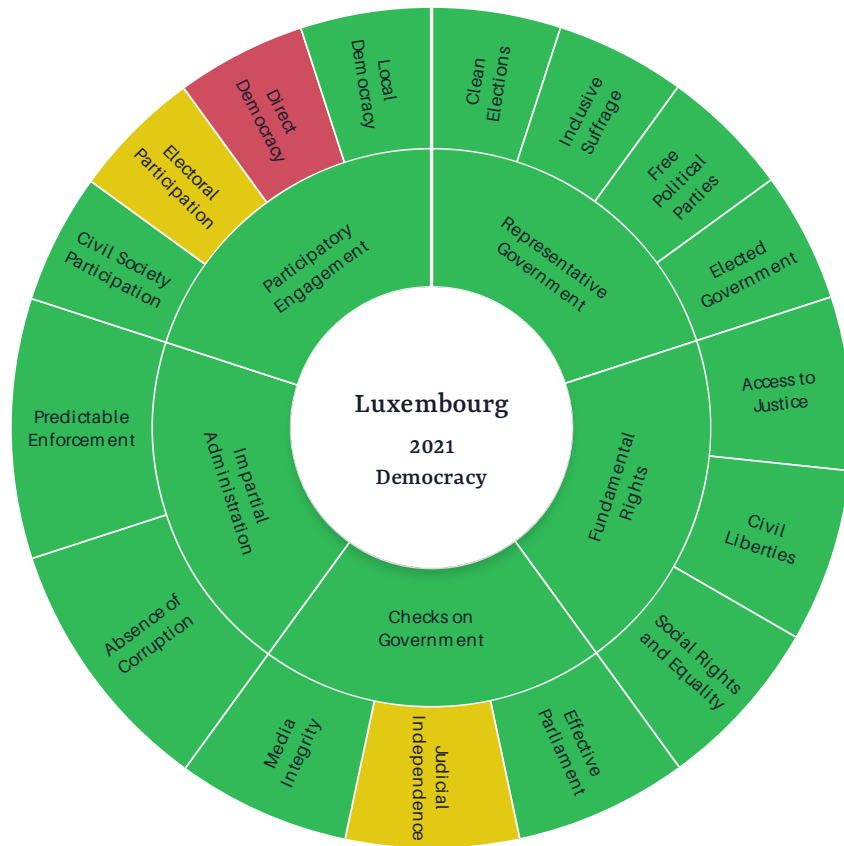 Luxembourg
2021
Democracy
Representative
Government
Fundamental
Rights
Checks on
Government
Impartial
Administration
Participatory
Engagement
Clean
Elections
Inclusive
Suffrage
Free
Political
Parties
Elected
Government
Access to
Justice
Civil
Liberties
Social Rights
and Equality
Effective
Parliament
Judicial
Independence
Media
Integrity
Absence of
Corruption
Predictable
Enforcement
Civil Society
Participation
Electoral
Participation
Direct
Democracy
Local
Democracy